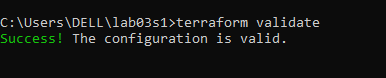 C:\Users\DELL\lab03s1>terraform validate
Success! The configuration is valid.